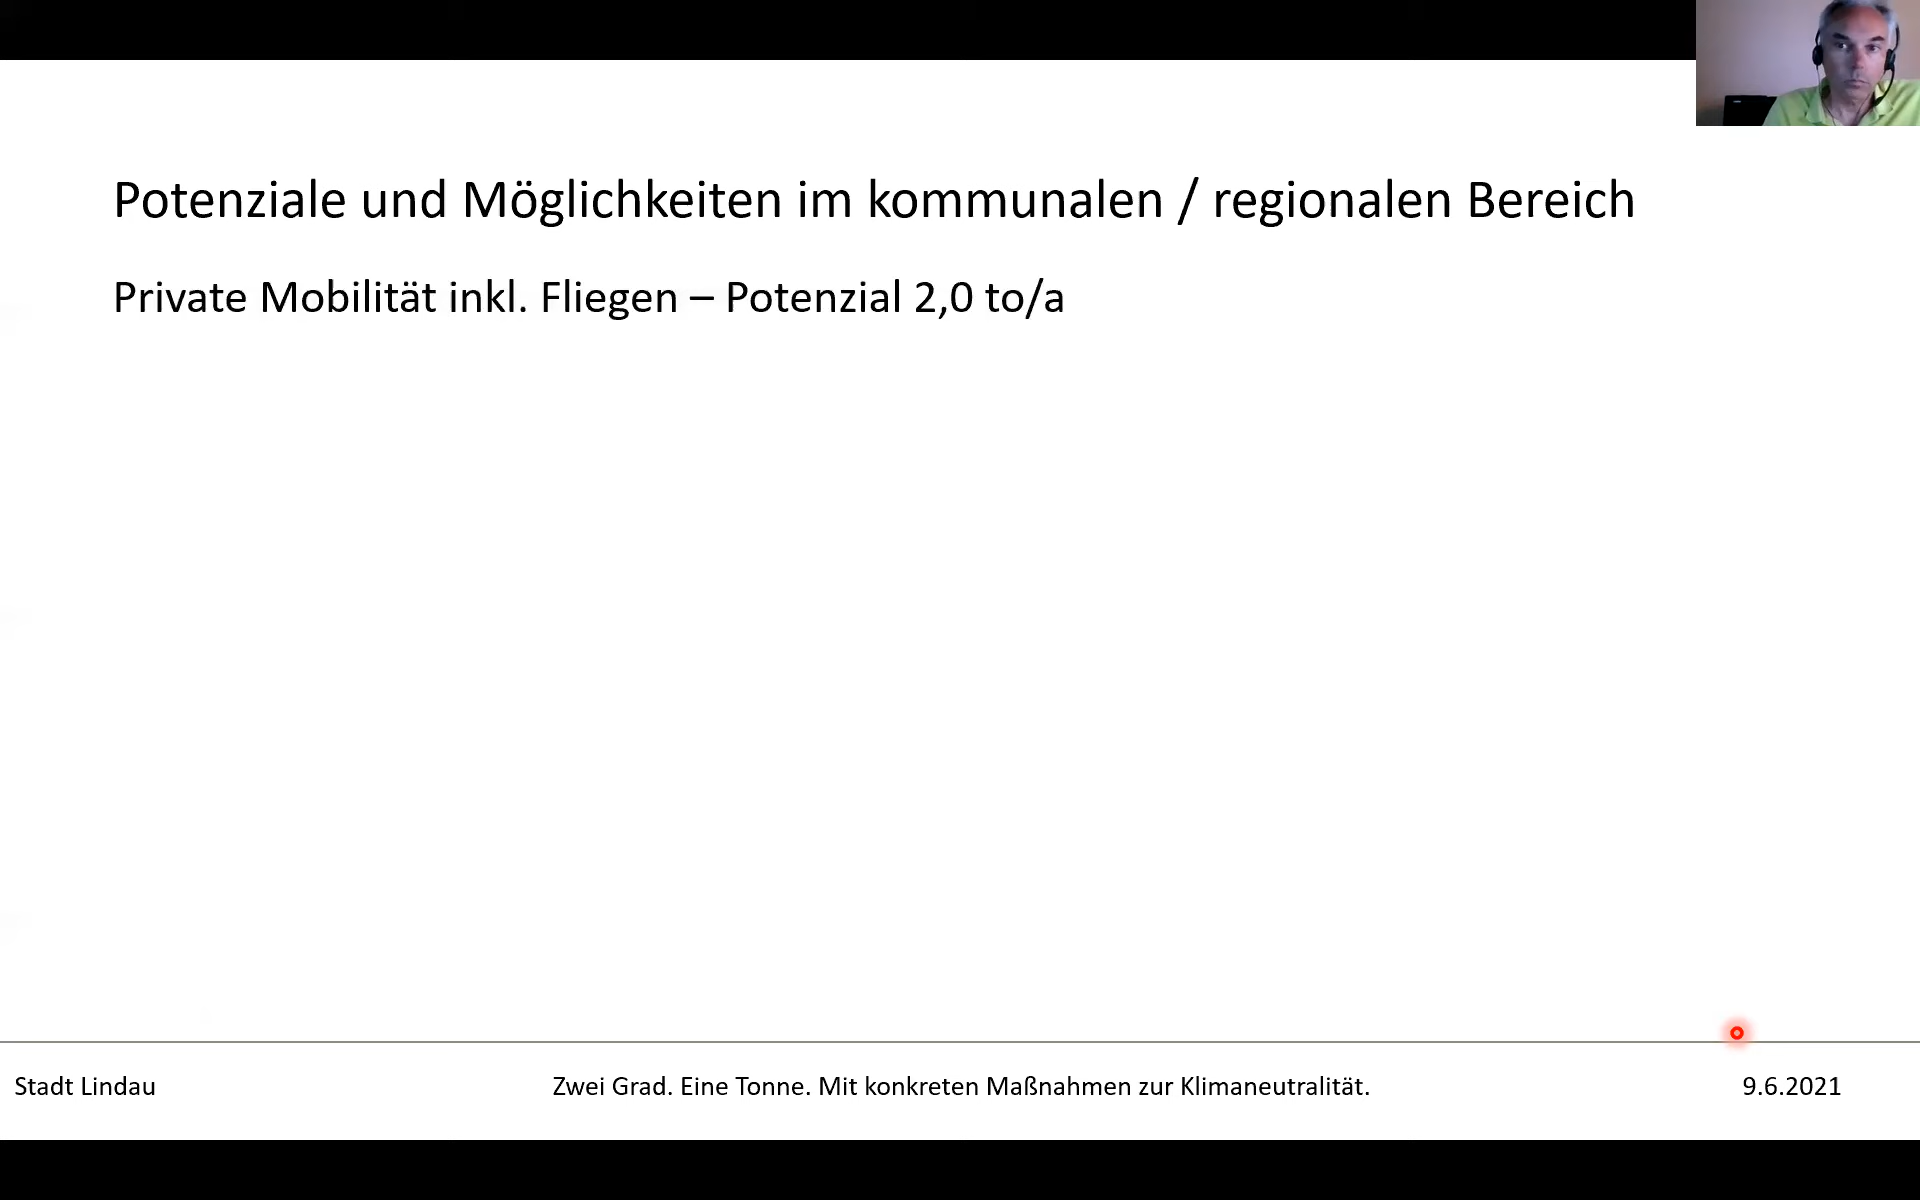 Potenziale und Möglichkeiten im kommunalen / regionalen Bereich
Private Mobilität inkl. Fliegen – Potenzial 2,0 to/a
Stadt Lindau
Zwei Grad. Eine Tonne. Mit konkreten Maßnahmen zur Klimaneutralität.
9.6.2021